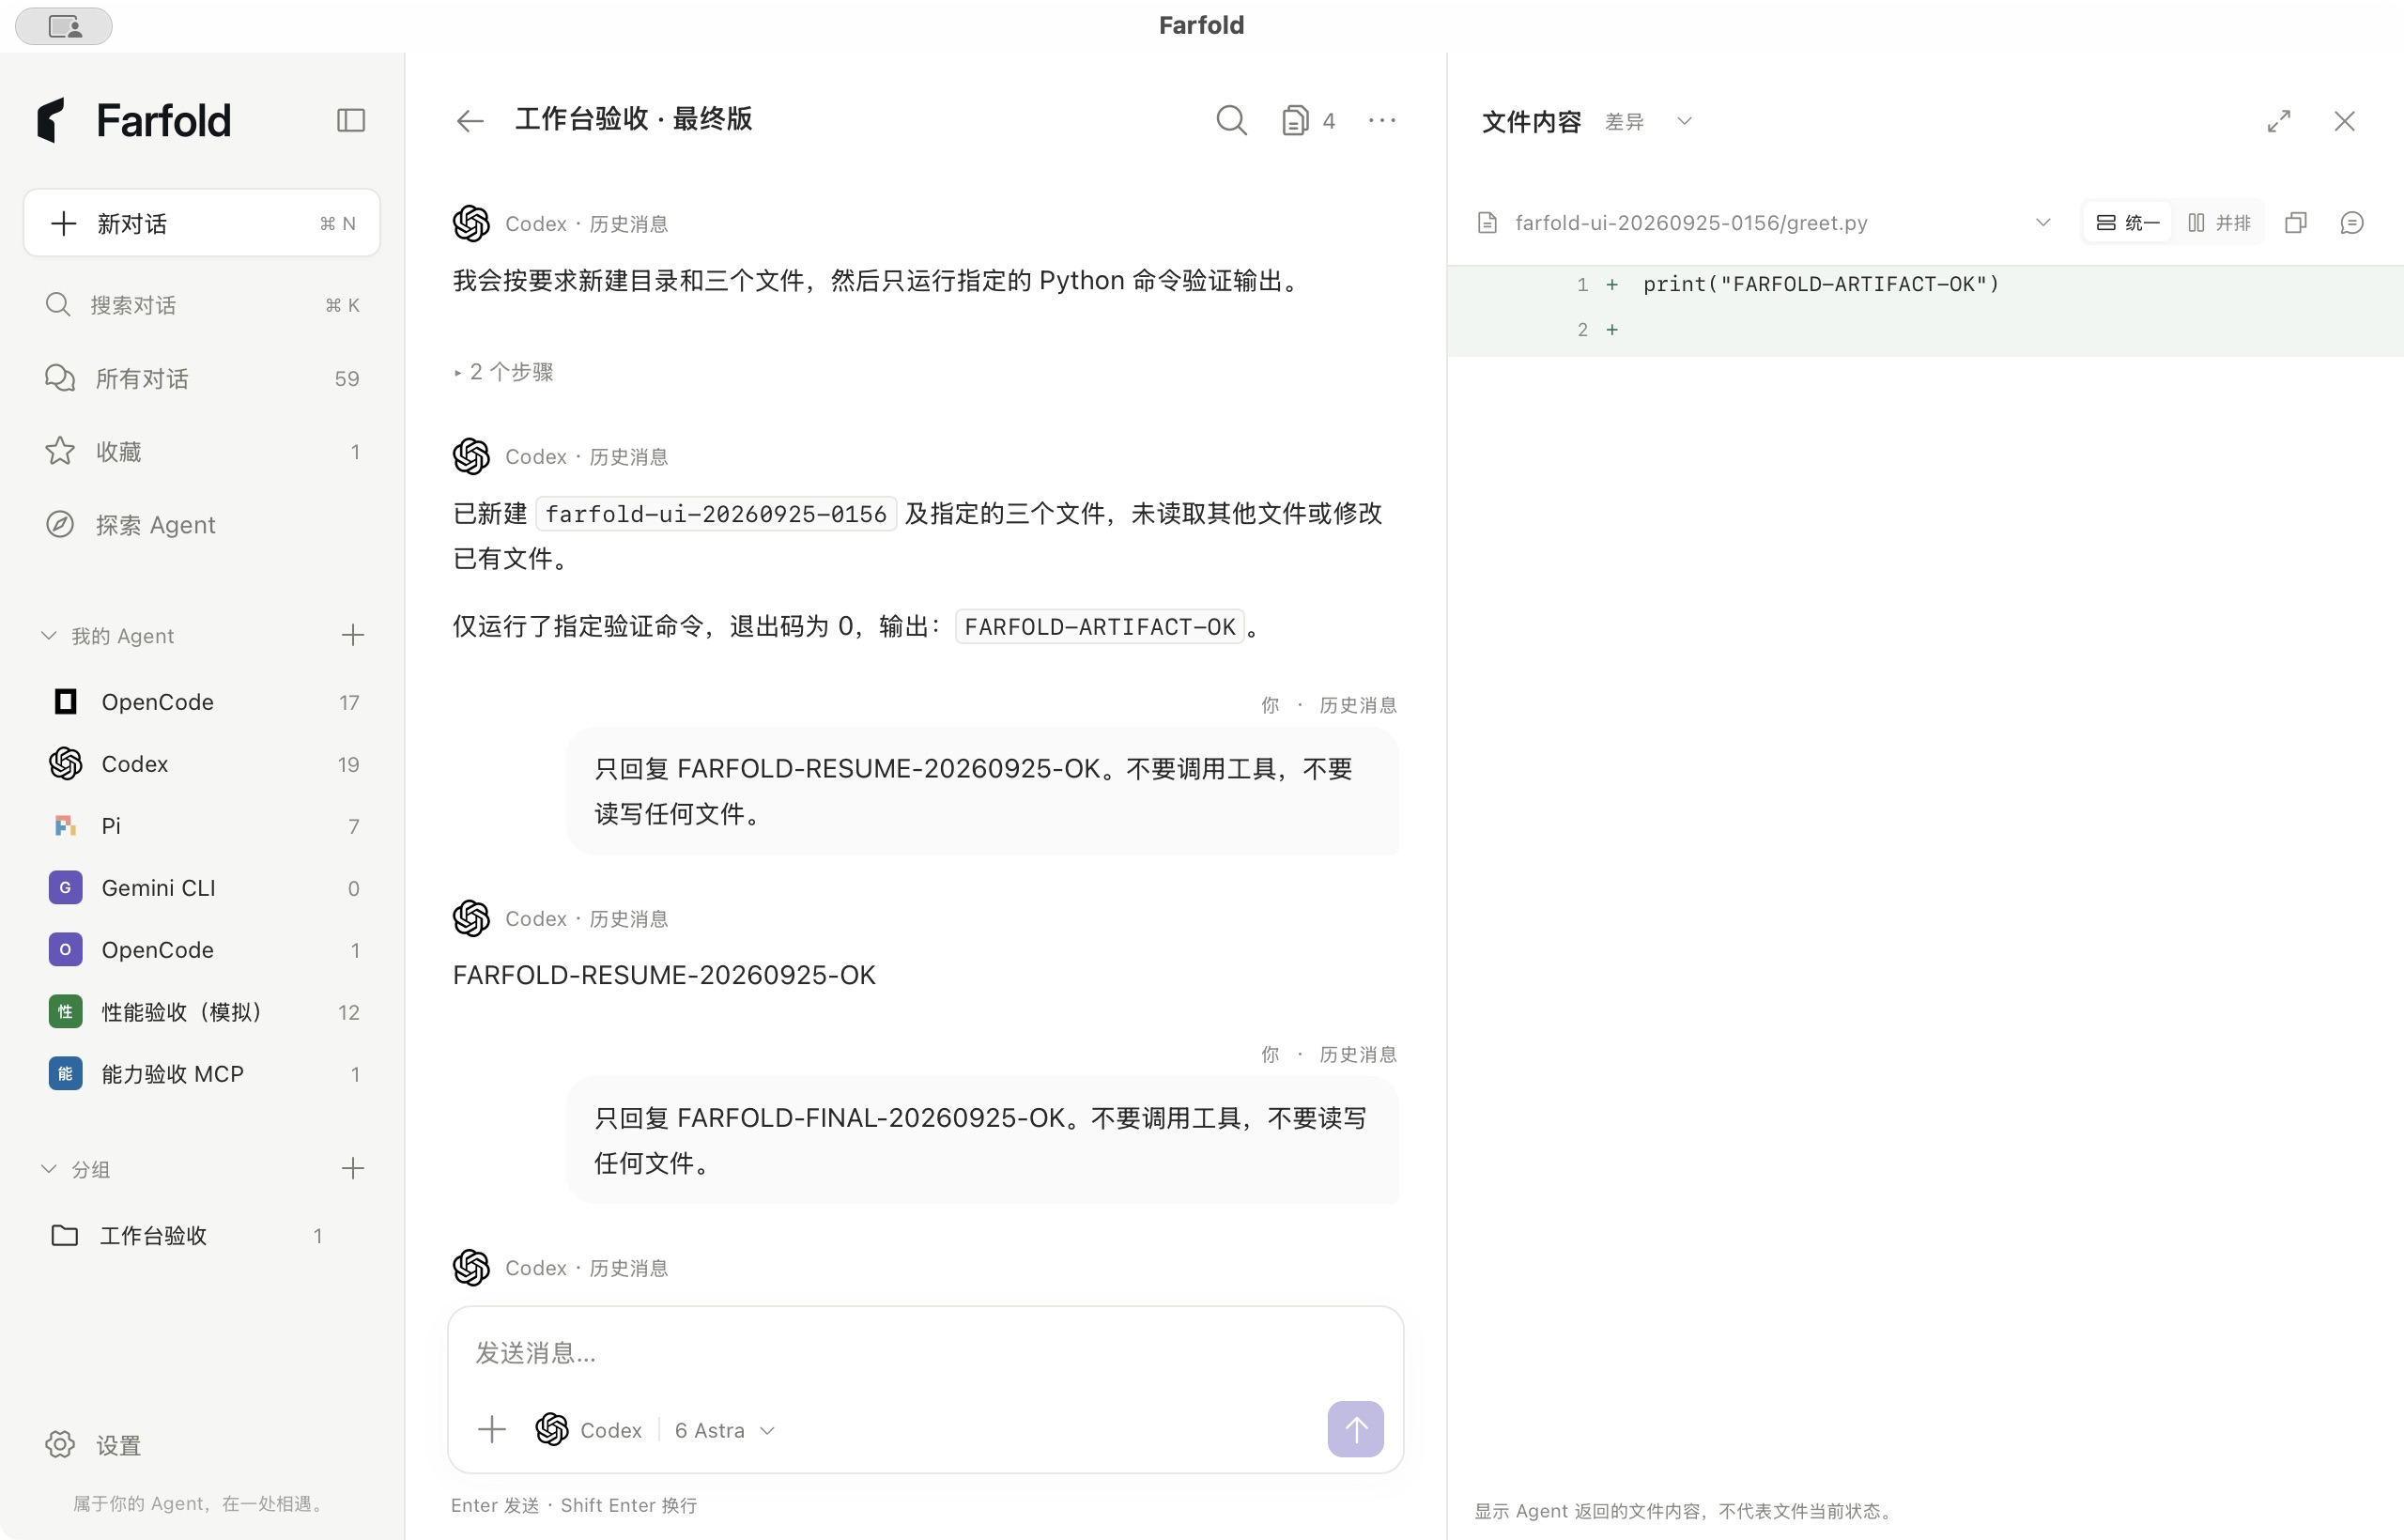 Farfold
Farfold
新对话 ⌘ N
搜索对话 ⌘ K
所有对话 59
收藏 1
探索 Agent
我的 Agent
OpenCode 17
Codex 19
Pi 7
G Gemini CLI 0
O OpenCode 1
性 性能验收（模拟） 12
能 能力验收 MCP 1
分组
工作台验收 1
设置
属于你的 Agent，在一处相遇。
工作台验收 · 最终版 4
Codex · 历史消息
我会按要求新建目录和三个文件，然后只运行指定的 Python 命令验证输出。
2 个步骤
Codex · 历史消息
已新建 farfold-ui-20260925-0156 及指定的三个文件，未读取其他文件或修改
已有文件。
仅运行了指定验证命令，退出码为 0，输出： FARFOLD-ARTIFACT-OK 。
你 · 历史消息
只回复 FARFOLD-RESUME-20260925-OK。不要调用工具，不要
读写任何文件。
Codex · 历史消息
FARFOLD-RESUME-20260925-OK
你 · 历史消息
只回复 FARFOLD-FINAL-20260925-OK。不要调用工具，不要读写
任何文件。
Codex · 历史消息
发送消息...
Codex 6 Astra
Enter 发送 · Shift Enter 换行
文件内容 差异
farfold-ui-20260925-0156/greet.py 统一 并排
1 + print("FARFOLD-ARTIFACT-OK")
2 +
显示 Agent 返回的文件内容，不代表文件当前状态。